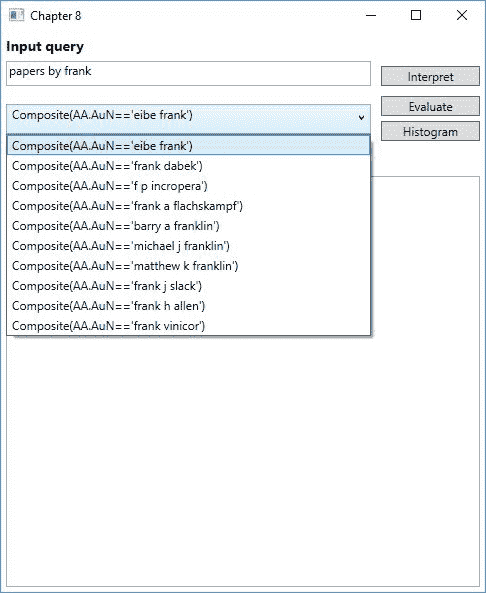 Chapter 8
Input query
papers by frank
Interpret
Composite(AA.AuN=='eibe frank')
Evaluate
Histogram
Composite(AA.AuN=='eibe frank')
Composite(AA.AuN=='frank dabek')
Composite(AA.AuN=='f p incropera')
Composite(AA.AuN=='frank a flachskampf')
Composite(AA.AuN=='barry a franklin')
Composite(AA.AuN=='michael j franklin')
Composite(AA.AuN=='matthew k franklin')
Composite(AA.AuN=='frank j slack')
Composite(AA.AuN=='frank h allen')
Composite(AA.AuN=='frank vinicor')